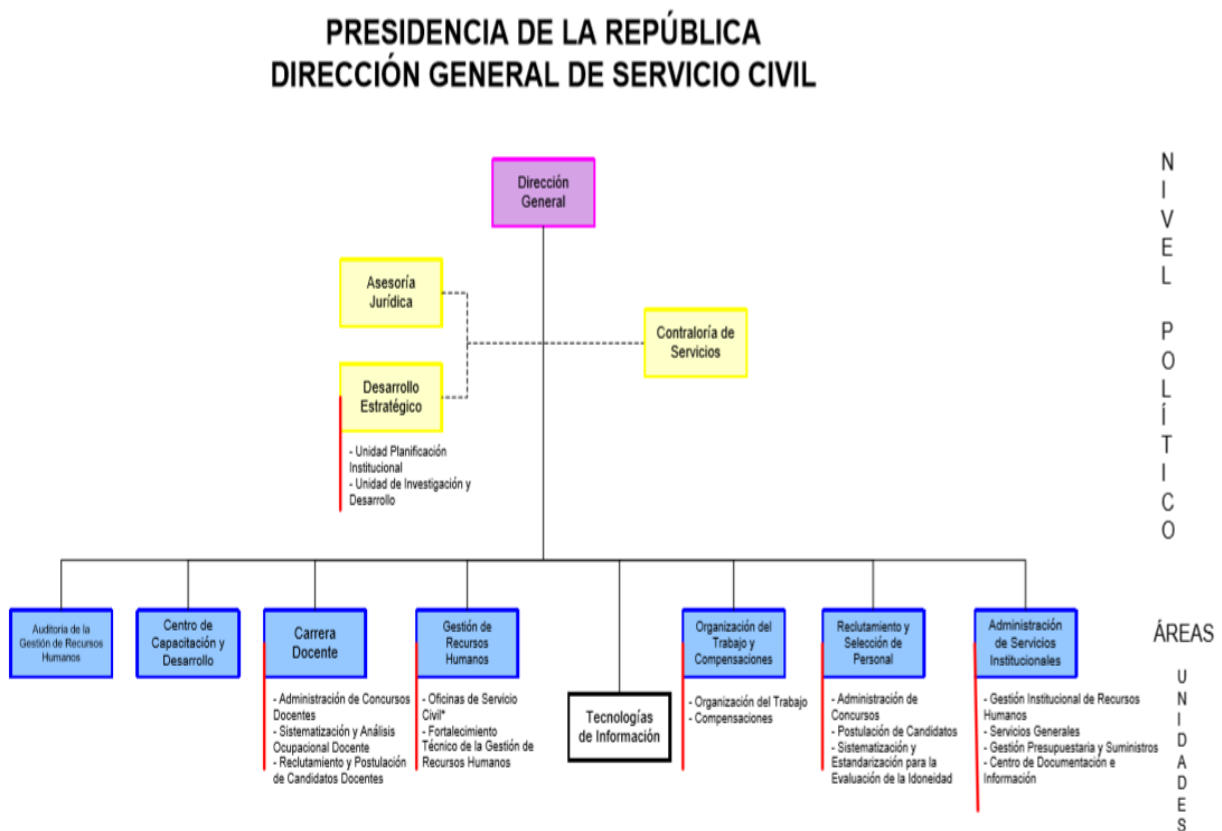 PRESIDENCIA DE LA REPÚBLICA
DIRECCIÓN GENERAL DE SERVICIO CIVIL
Dirección
General
Asesoría
Jurídica
Contraloría de
Servicios
Desarrollo
Estratégico
- Unidad Planificación
Institucional
- Unidad de Investigación y
Desarrollo
NIVEL POLÍTICO
Auditoria de la
Gestión de Recursos
Humanos
Centro de
Capacitación y
Desarrollo
Carrera
Docente
- Administración de Concursos
Docentes
- Sistematización y Análisis
Ocupacional Docente
- Reclutamiento y Postulación
de Candidatos Docentes
Gestión de
Recursos
Humanos
- Oficinas de Servicio
Civil*
- Fortalecimiento
Técnico de la Gestión de
Recursos Humanos
Tecnologías
de Información
Organización del
Trabajo y
Compensaciones
- Organización del Trabajo
- Compensaciones
Reclutamiento y
Selección de
Personal
- Administración de
Concursos
- Postulación de Candidatos
- Sistematización y
Estandarización para la
Evaluación de la Idoneidad
Administración
de Servicios
Institucionales
- Gestión Institucional de Recursos
Humanos
- Servicios Generales
- Gestión Presupuestaria y Suministros
- Centro de Documentación e
Información
ÁREAS
UNIDADES